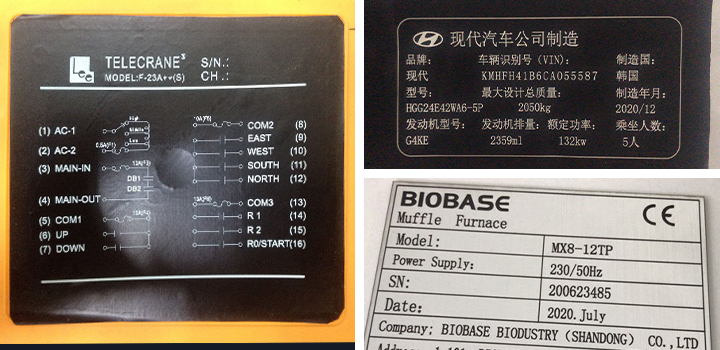 Lee
TELECRANE³ S/N.:
MODEL:F-23A++(S) CH.:
(1) AC-1
(2) AC-2
(3) MAIN-IN
DB1
DB2
(4) MAIN-OUT
(5) COM1
(6) UP
(7) DOWN
COM2 (8)
EAST (9)
WEST (10)
SOUTH (11)
NORTH (12)
COM3 (13)
R 1 (14)
R 2 (15)
R0/START(16)
现代汽车公司制造
品牌: 车辆识别号(VIN): 制造国:
现代 KMHFH41B6CA055587 韩国
型号: 最大设计总质量: 制造年月:
HGG24E42WA6-5P 2050kg 2020/12
发动机型号: 发动机排量: 额定功率: 乘坐人数:
G4KE 2359ml 132kw 5人
BIOBASE CE
Muffle Furnace
Model: MX8-12TP
Power Supply: 230/50Hz
SN: 200623485
Date: 2020.July
Company: BIOBASE BIODUSTRY (SHANDONG) CO.,LTD